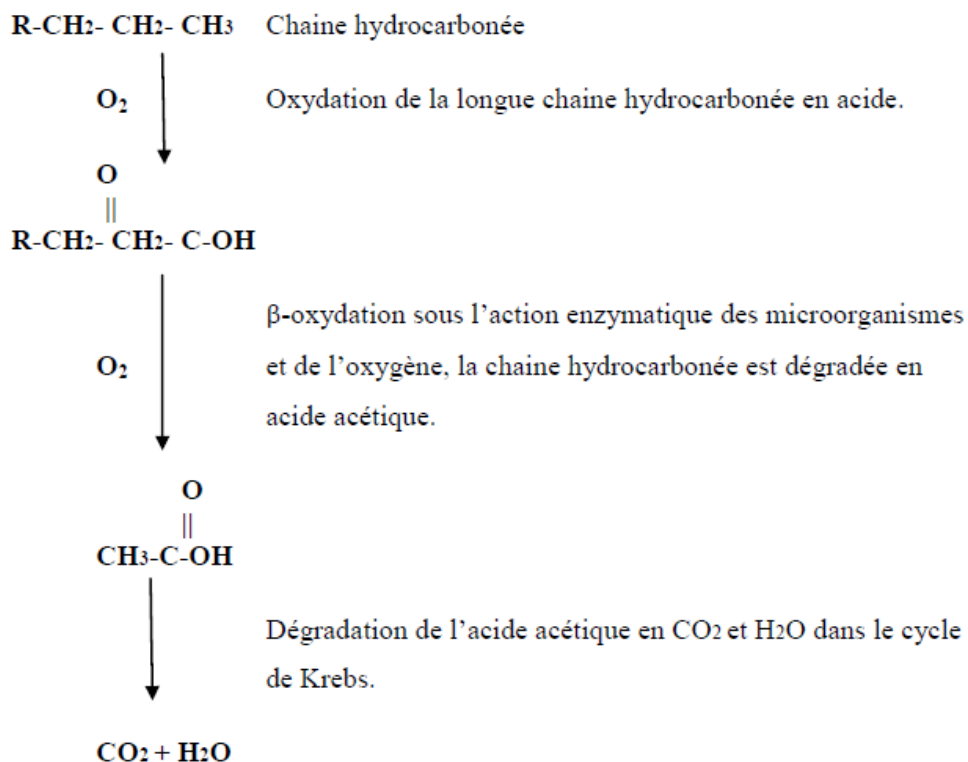 R-CH2- CH2- CH3 Chaine hydrocarbonée
O2 Oxydation de la longue chaine hydrocarbonée en acide.
O
||
R-CH2- CH2- C-OH
β-oxydation sous l’action enzymatique des microorganismes
O2 et de l’oxygène, la chaine hydrocarbonée est dégradée en
acide acétique.
O
||
CH3-C-OH
Dégradation de l’acide acétique en CO2 et H2O dans le cycle
de Krebs.
CO2 + H2O